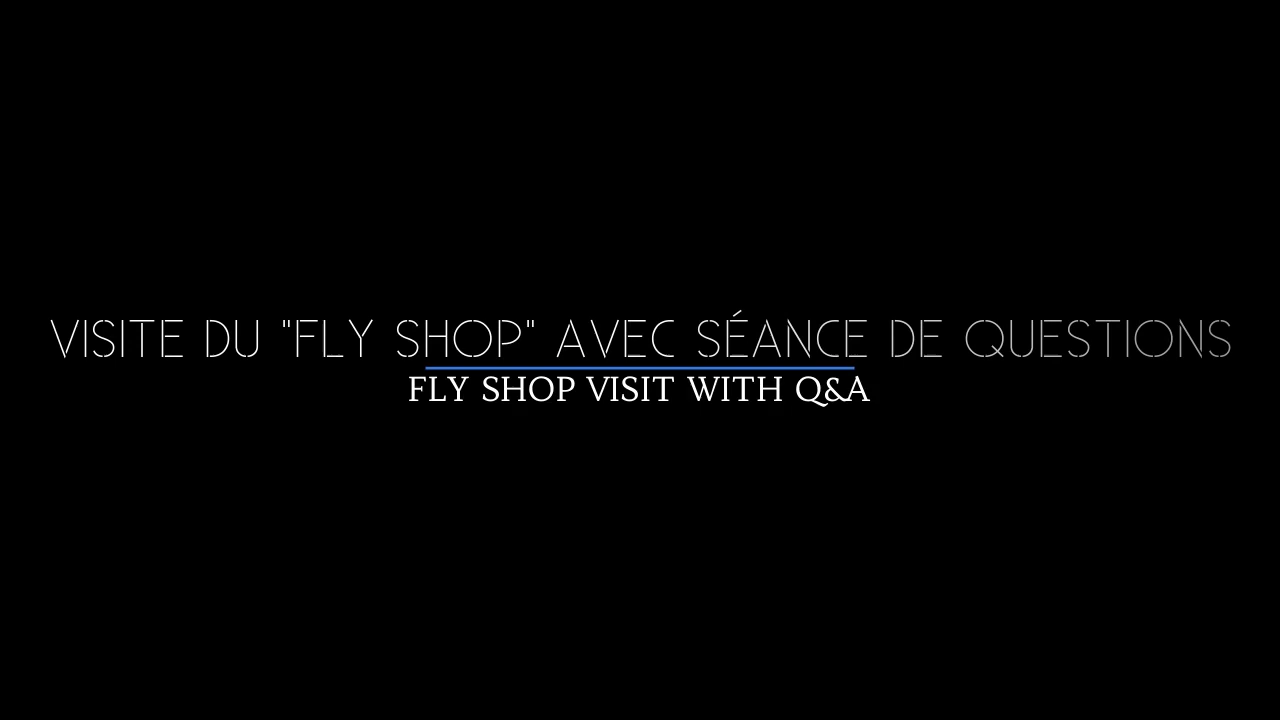 VISITE DU "FLY SHOP" AVEC SÉANCE DE QUESTIONS
FLY SHOP VISIT WITH Q&A